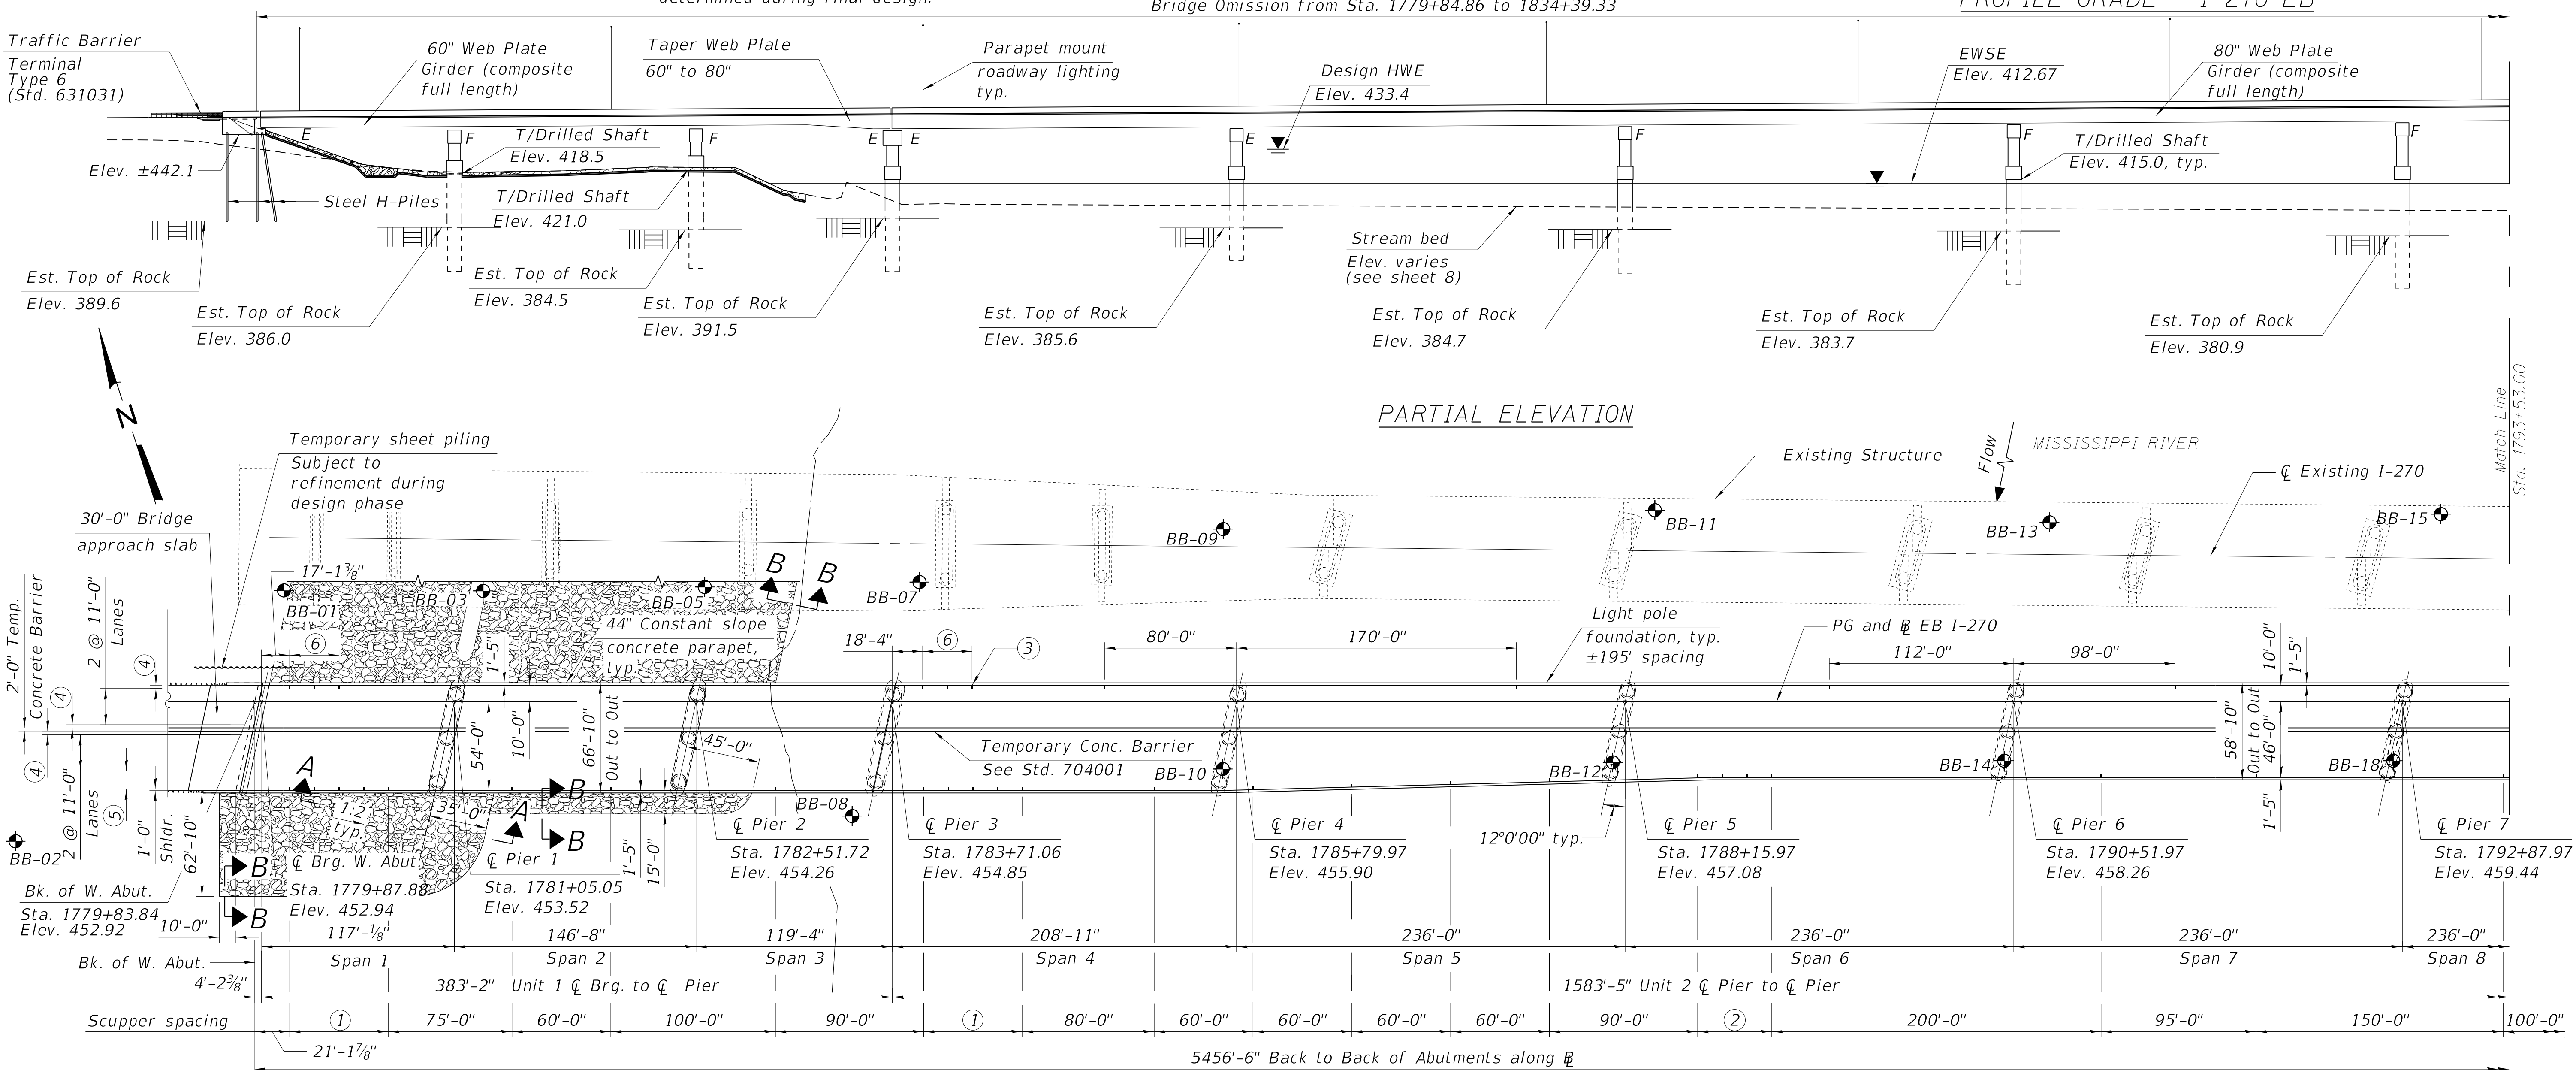 determined during final design.
Bridge Omission from Sta. 1779+84.86 to 1834+39.33
PROFILE GRADE - I-270 EB
Traffic Barrier
Terminal
Type 6
(Std. 631031)
60" Web Plate
Girder (composite
full length)
Taper Web Plate
60" to 80"
Parapet mount
roadway lighting
typ.
Design HWE
Elev. 433.4
EWSE
Elev. 412.67
80" Web Plate
Girder (composite
full length)
E
F
F
E
E
E
F
F
F
T/Drilled Shaft
Elev. 418.5
T/Drilled Shaft
Elev. 415.0, typ.
Elev. ±442.1
Steel H-Piles
T/Drilled Shaft
Elev. 421.0
Stream bed
Elev. varies
(see sheet 8)
Est. Top of Rock
Elev. 389.6
Est. Top of Rock
Elev. 386.0
Est. Top of Rock
Elev. 384.5
Est. Top of Rock
Elev. 391.5
Est. Top of Rock
Elev. 385.6
Est. Top of Rock
Elev. 384.7
Est. Top of Rock
Elev. 383.7
Est. Top of Rock
Elev. 380.9
PARTIAL ELEVATION
Match Line
Sta. 1793+53.00
N
Temporary sheet piling
Subject to
refinement during
design phase
Existing Structure
Flow
MISSISSIPPI RIVER
℄ Existing I-270
30'-0" Bridge
approach slab
BB-09
BB-11
BB-13
BB-15
17'-1⅜"
B
B
BB-01
BB-03
BB-05
BB-07
2'-0" Temp.
Concrete Barrier
2 @ 11'-0"
Lanes
4
4
4
6
1'-5"
44" Constant slope
concrete parapet,
typ.
18'-4"
6
3
80'-0"
170'-0"
Light pole
foundation, typ.
±195' spacing
PG and ⅊ EB I-270
112'-0"
98'-0"
10'-0"
1'-5"
54'-0"
10'-0"
66'-10"
Out to Out
45'-0"
Temporary Conc. Barrier
See Std. 704001
58'-10"
Out to Out
46'-0"
BB-10
BB-12
BB-14
BB-18
A
A
B
B
1:2
typ.
35'-0"
BB-08
2 @ 11'-0"
Lanes
5
1'-0"
Shldr.
62'-10"
BB-02
1'-5"
15'-0"
12°0'00" typ.
1'-5"
B
B
Bk. of W. Abut.
Sta. 1779+83.84
Elev. 452.92
℄ Brg. W. Abut.
Sta. 1779+87.88
Elev. 452.94
℄ Pier 1
Sta. 1781+05.05
Elev. 453.52
℄ Pier 2
Sta. 1782+51.72
Elev. 454.26
℄ Pier 3
Sta. 1783+71.06
Elev. 454.85
℄ Pier 4
Sta. 1785+79.97
Elev. 455.90
℄ Pier 5
Sta. 1788+15.97
Elev. 457.08
℄ Pier 6
Sta. 1790+51.97
Elev. 458.26
℄ Pier 7
Sta. 1792+87.97
Elev. 459.44
10'-0"
117'-⅛"
Span 1
146'-8"
Span 2
119'-4"
Span 3
208'-11"
Span 4
236'-0"
Span 5
236'-0"
Span 6
236'-0"
Span 7
236'-0"
Span 8
Bk. of W. Abut.
4'-2⅜"
383'-2" Unit 1 ℄ Brg. to ℄ Pier
1583'-5" Unit 2 ℄ Pier to ℄ Pier
Scupper spacing
1
75'-0"
60'-0"
100'-0"
90'-0"
1
80'-0"
60'-0"
60'-0"
60'-0"
60'-0"
90'-0"
2
200'-0"
95'-0"
150'-0"
100'-0"
21'-1⅞"
5456'-6" Back to Back of Abutments along ⅊